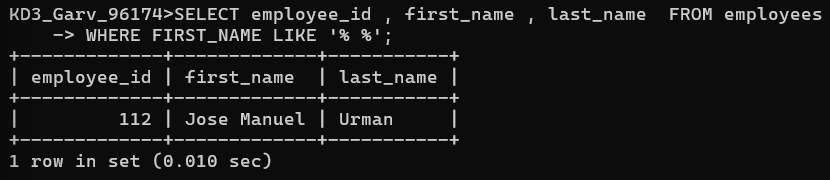 KD3_Garv_96174>SELECT employee_id , first_name , last_name  FROM employees
    -> WHERE FIRST_NAME LIKE '% %';
+-------------+-------------+-----------+
| employee_id | first_name  | last_name |
+-------------+-------------+-----------+
|         112 | Jose Manuel | Urman     |
+-------------+-------------+-----------+
1 row in set (0.010 sec)